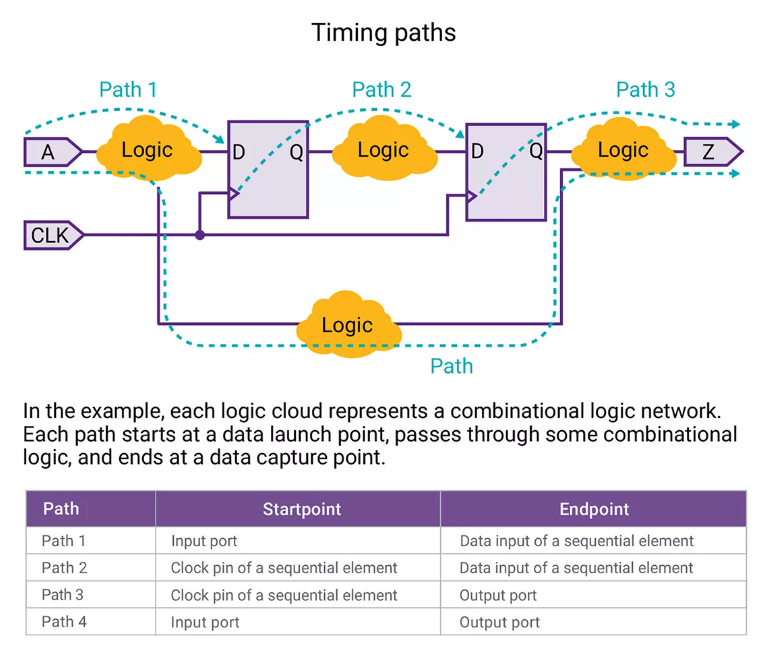 Timing paths
Path 1
Path 2
Path 3
A
Logic
D
Q
Logic
D
Q
Logic
Z
CLK
Logic
Path
In the example, each logic cloud represents a combinational logic network.
Each path starts at a data launch point, passes through some combinational
logic, and ends at a data capture point.
Path Startpoint Endpoint
Path 1 Input port Data input of a sequential element
Path 2 Clock pin of a sequential element Data input of a sequential element
Path 3 Clock pin of a sequential element Output port
Path 4 Input port Output port